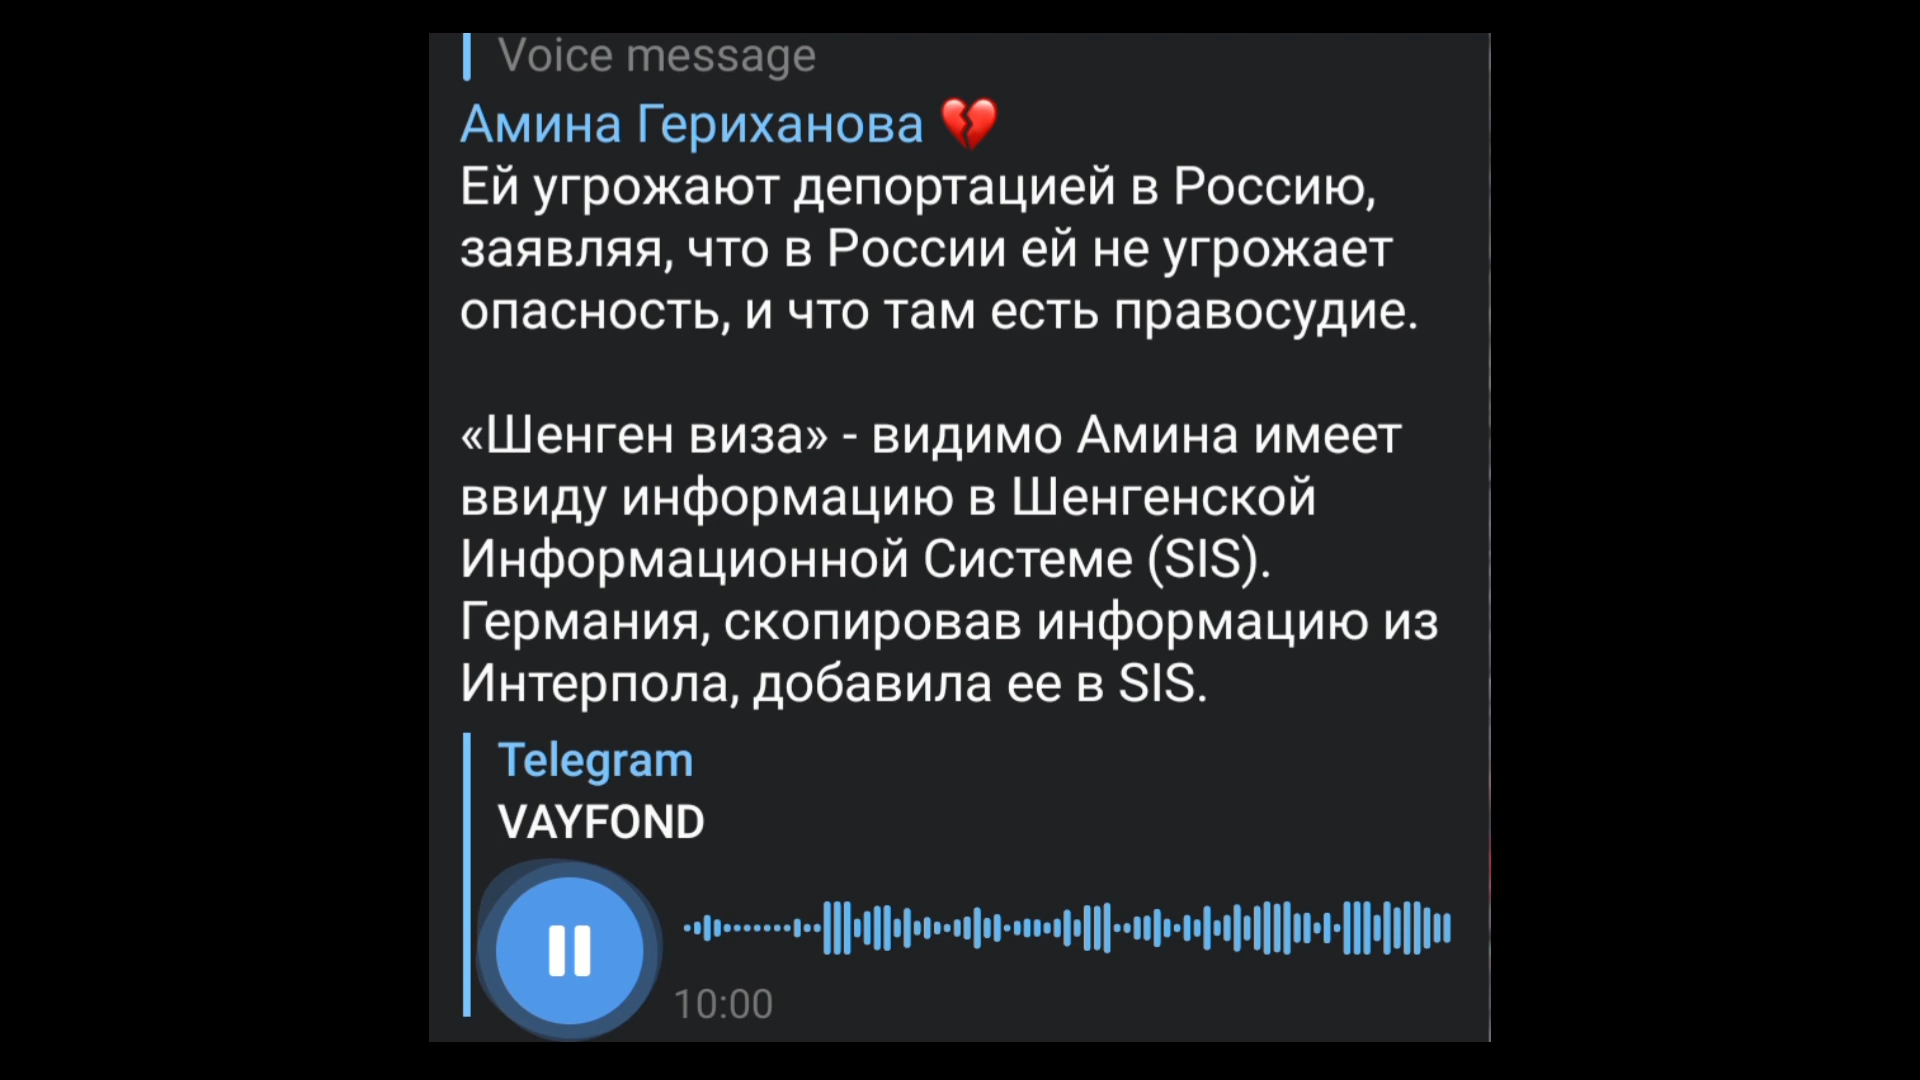 Voice message
Амина Гериханова 💔
Ей угрожают депортацией в Россию,
заявляя, что в России ей не угрожает
опасность, и что там есть правосудие.
«Шенген виза» - видимо Амина имеет
ввиду информацию в Шенгенской
Информационной Системе (SIS).
Германия, скопировав информацию из
Интерпола, добавила ее в SIS.
Telegram
VAYFOND
10:00